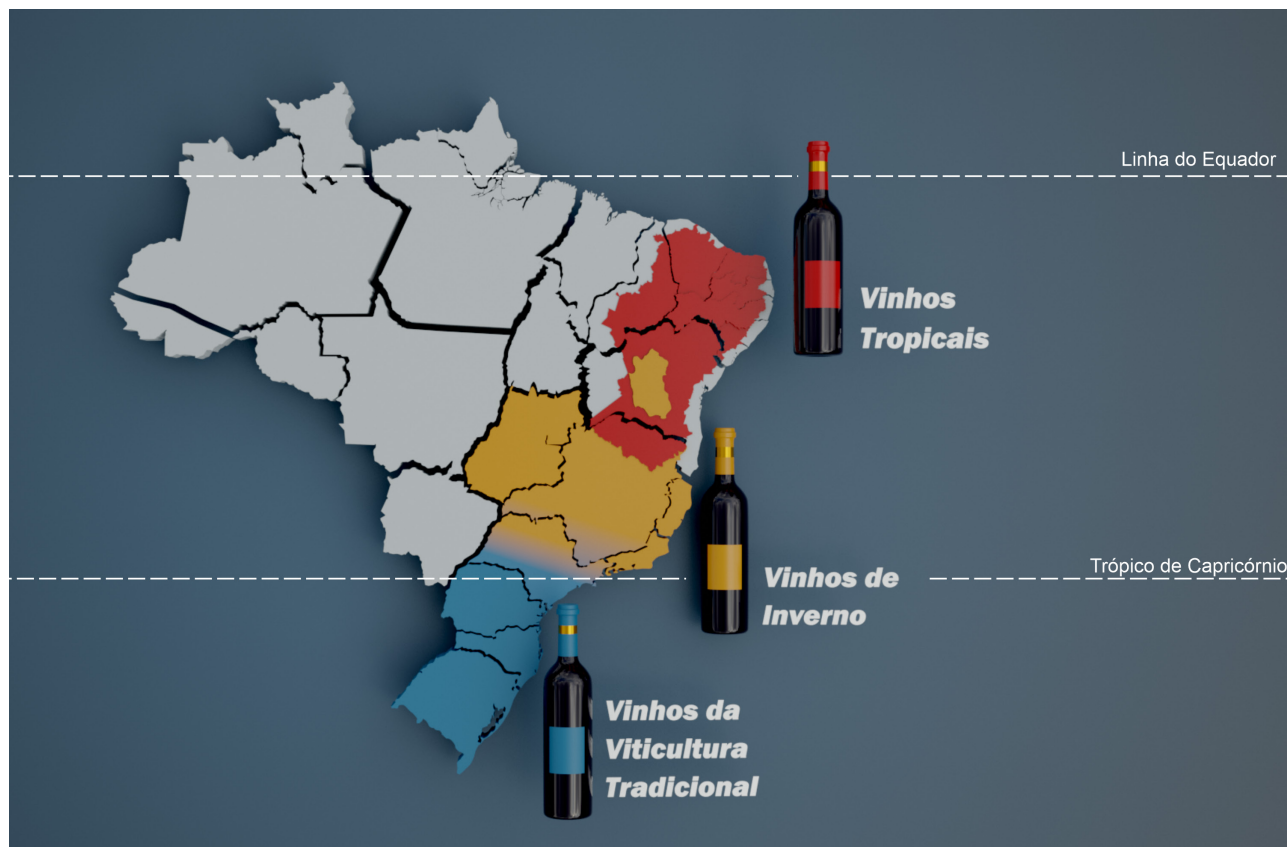 Linha do Equador
Vinhos
Tropicais
Trópico de Capricórnio
Vinhos de
Inverno
Vinhos da
Viticultura
Tradicional